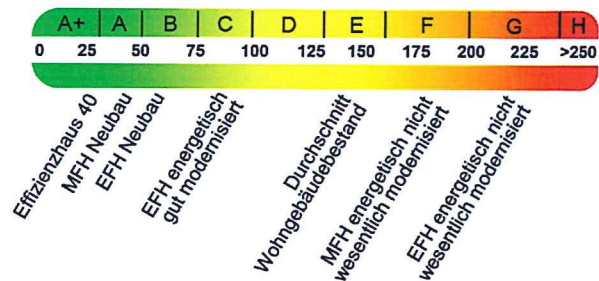 A+ A B C D E F G H
0 25 50 75 100 125 150 175 200 225 >250
Effizienzhaus 40
MFH Neubau
EFH Neubau
EFH energetisch
gut modernisiert
Durchschnitt
Wohngebäudebestand
MFH energetisch nicht
wesentlich modernisiert
EFH energetisch nicht
wesentlich modernisiert